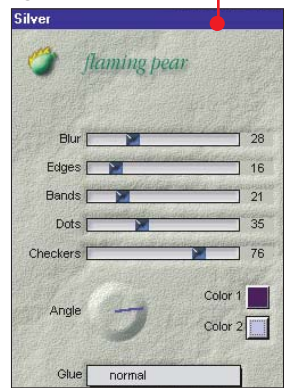 Silver
flaming pear
Blur 28
Edges 16
Bands 21
Dots 35
Checkers 76
Color 1
Angle
Color 2
Glue normal